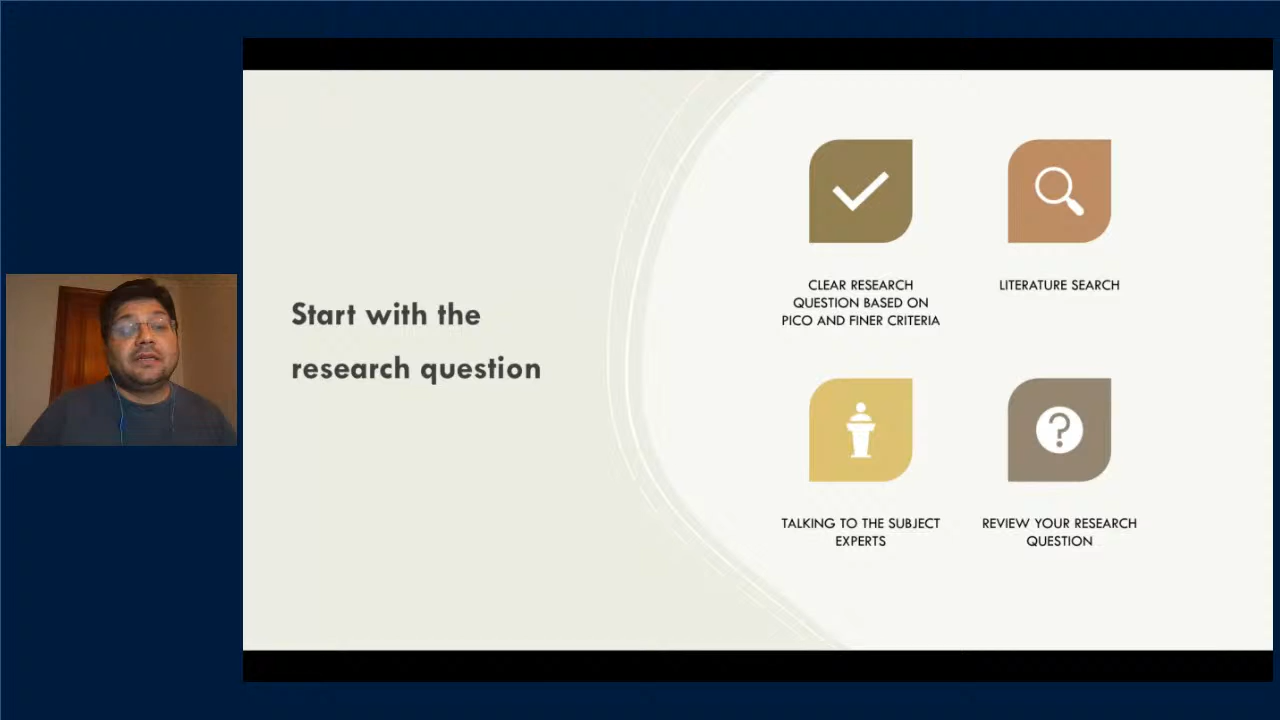 Start with the
research question
CLEAR RESEARCH
QUESTION BASED ON
PICO AND FINER CRITERIA
LITERATURE SEARCH
TALKING TO THE SUBJECT
EXPERTS
REVIEW YOUR RESEARCH
QUESTION